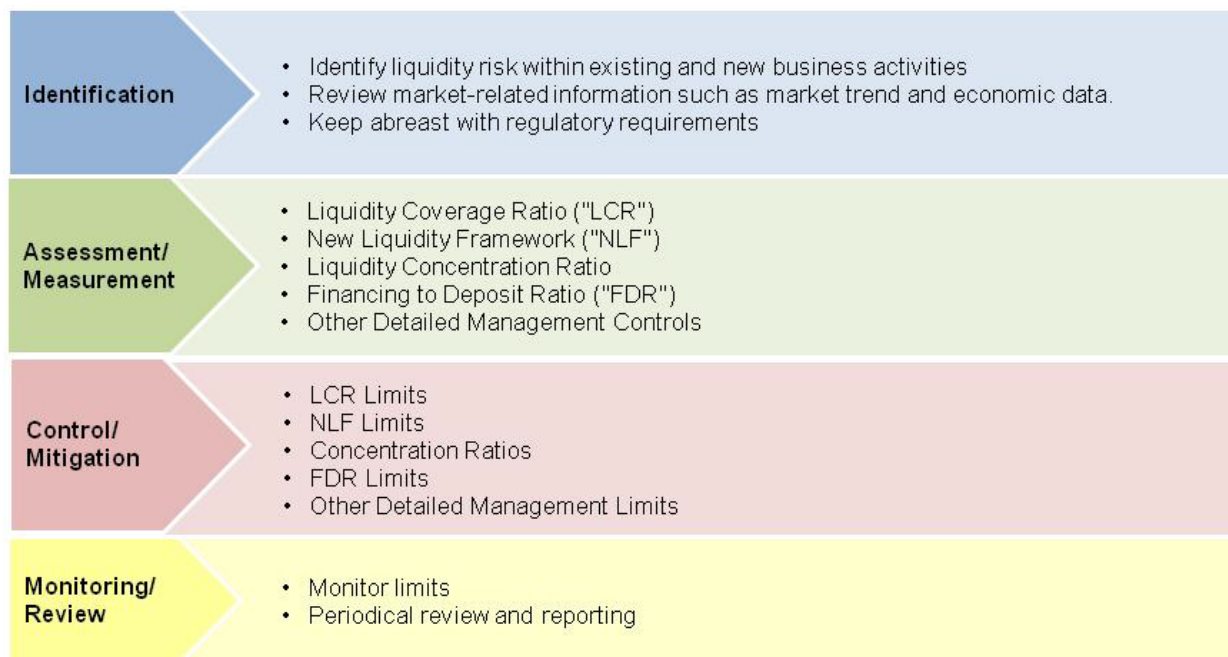 Identification
• Identify liquidity risk within existing and new business activities
• Review market-related information such as market trend and economic data.
• Keep abreast with regulatory requirements
Assessment/
Measurement
• Liquidity Coverage Ratio ("LCR")
• New Liquidity Framework ("NLF")
• Liquidity Concentration Ratio
• Financing to Deposit Ratio ("FDR")
• Other Detailed Management Controls
Control/
Mitigation
• LCR Limits
• NLF Limits
• Concentration Ratios
• FDR Limits
• Other Detailed Management Limits
Monitoring/
Review
• Monitor limits
• Periodical review and reporting